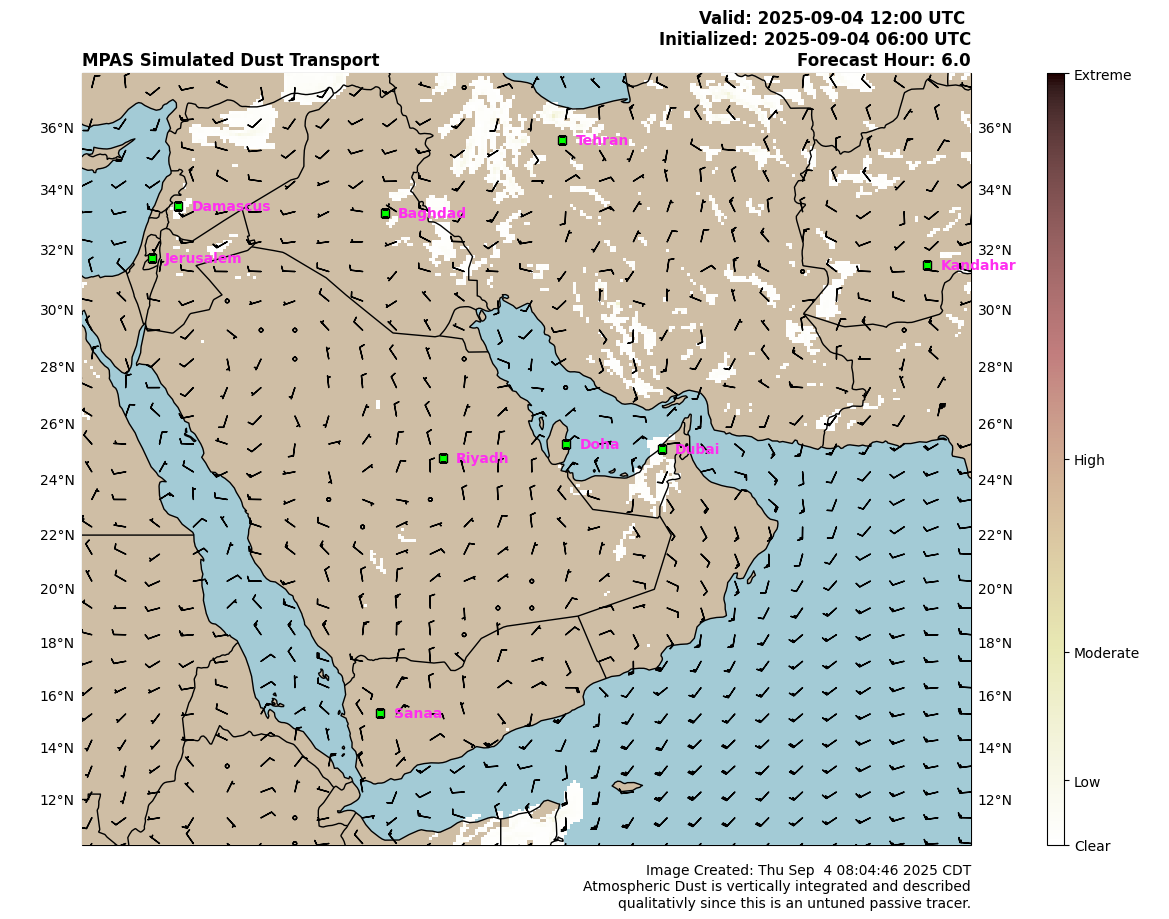 Valid: 2025-09-04 12:00 UTC
Initialized: 2025-09-04 06:00 UTC
MPAS Simulated Dust Transport Forecast Hour: 6.0
Extreme
36°N 36°N
Tehran
34°N 34°N
Damascus
Baghdad
32°N 32°N
Jerusalem
Kandahar
30°N 30°N
28°N 28°N
26°N 26°N
Doha
Dubai
Riyadh
High
24°N 24°N
22°N 22°N
20°N 20°N
18°N 18°N
Moderate
16°N 16°N
Sanaa
14°N 14°N
Low
12°N 12°N
Clear
Image Created: Thu Sep  4 08:04:46 2025 CDT
Atmospheric Dust is vertically integrated and described
qualitativly since this is an untuned passive tracer.